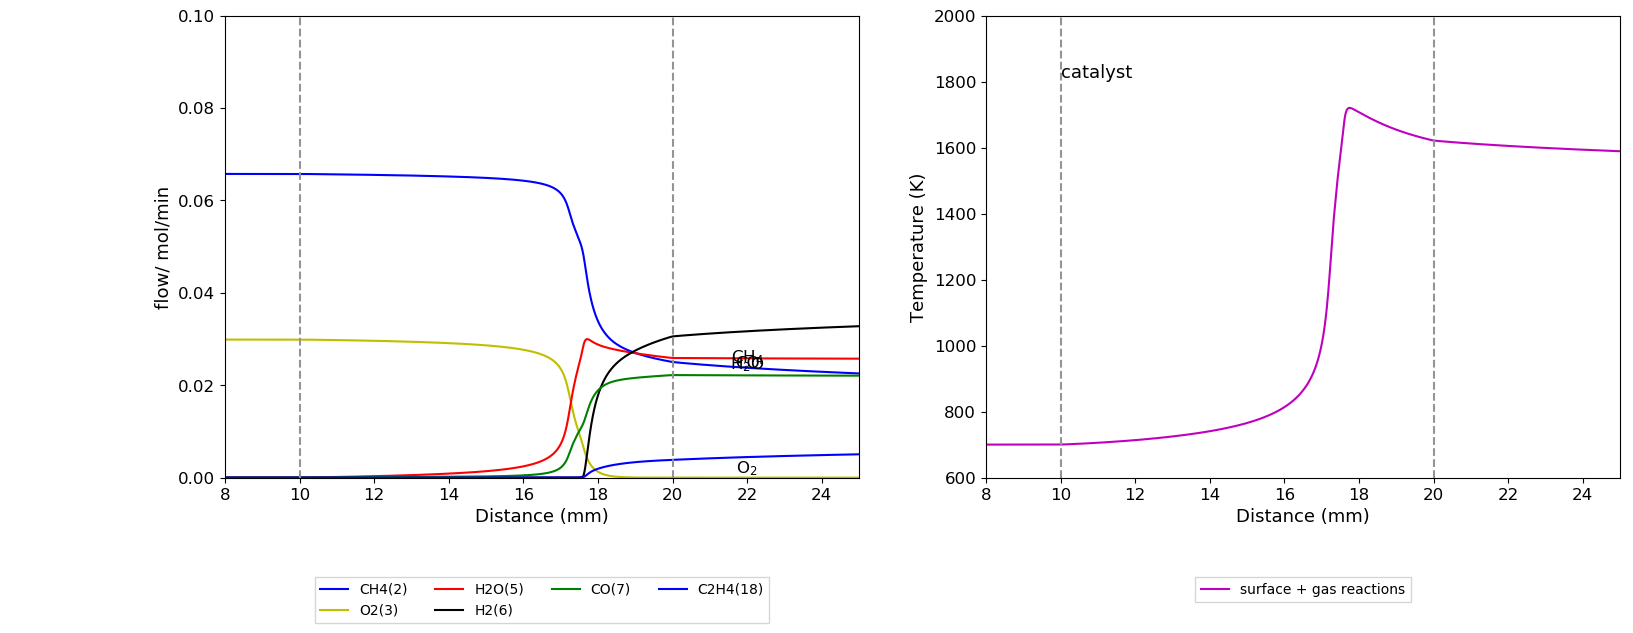 0.10
0.08
0.06
0.04
0.02
0.00
flow/ mol/min
O₂
8 10 12 14 16 18 20 22 24
Distance (mm)
CH4(2) H2O(5) CO(7) C2H4(18)
O2(3) H2(6)
2000
1800
1600
1400
1200
1000
800
600
Temperature (K)
catalyst
8 10 12 14 16 18 20 22 24
Distance (mm)
surface + gas reactions